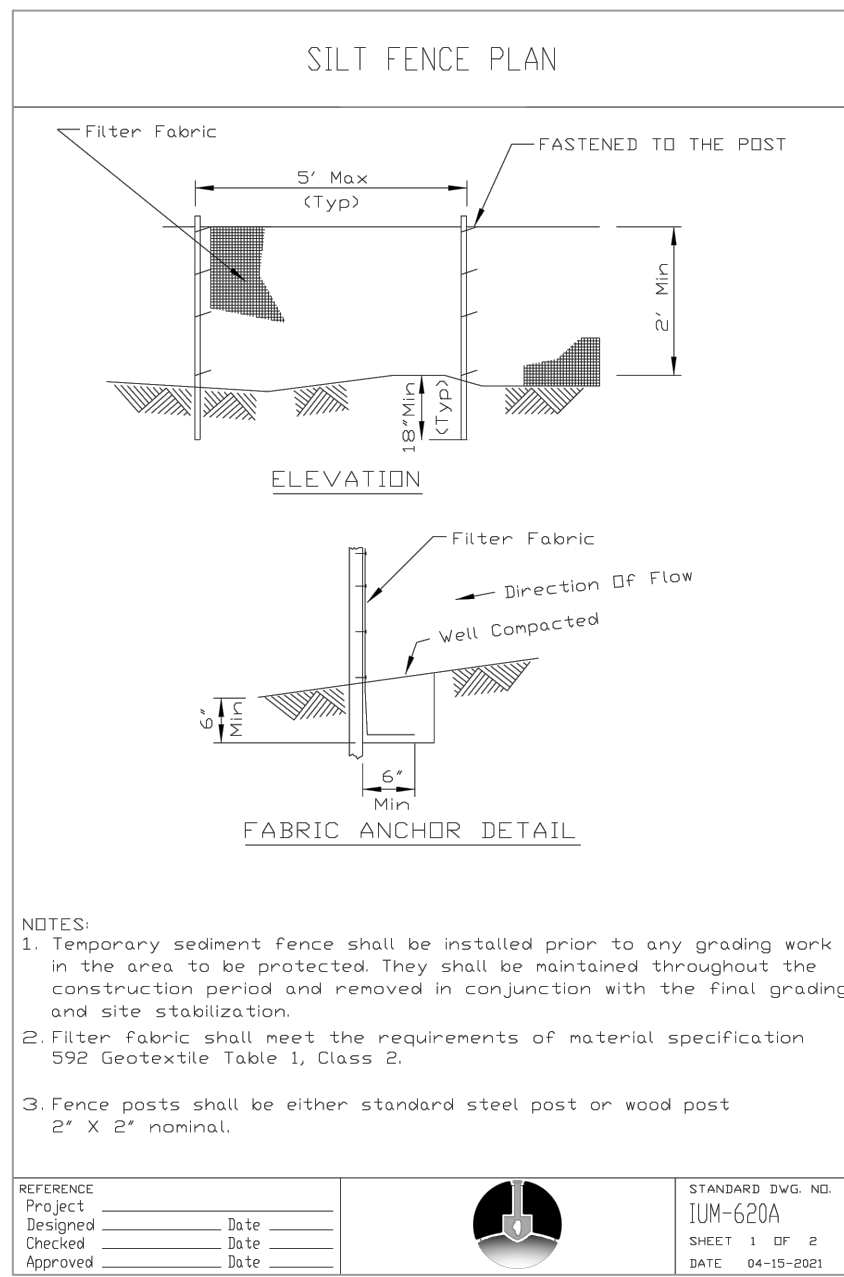 SILT FENCE PLAN
Filter Fabric
FASTENED TO THE POST
5' Max
(Typ)
2' Min
18"Min
(Typ)
ELEVATION
Filter Fabric
Direction Of Flow
Well Compacted
6"
Min
6"
Min
FABRIC ANCHOR DETAIL
NOTES:
1. Temporary sediment fence shall be installed prior to any grading work
in the area to be protected. They shall be maintained throughout the
construction period and removed in conjunction with the final grading
and site stabilization.
2. Filter fabric shall meet the requirements of material specification
592 Geotextile Table 1, Class 2.
3. Fence posts shall be either standard steel post or wood post
2" X 2" nominal.
REFERENCE
Project
Designed Date
Checked Date
Approved Date
STANDARD DWG. NO.
IUM-620A
SHEET 1 OF 2
DATE 04-15-2021